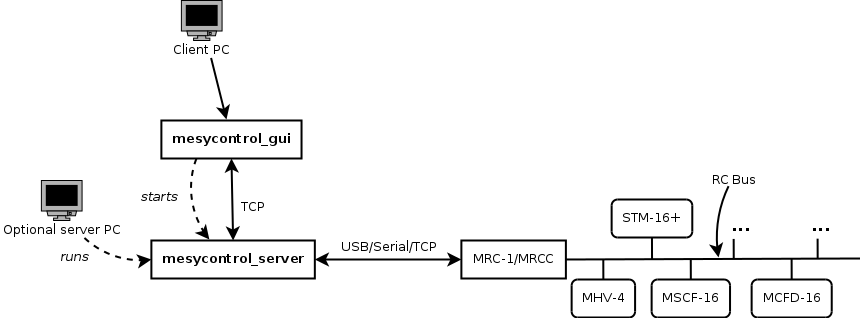 Client PC
mesycontrol_gui
starts
TCP
RC Bus
Optional server PC
runs
mesycontrol_server
USB/Serial/TCP
MRC-1/MRCC
STM-16+
...
...
MHV-4
MSCF-16
MCFD-16